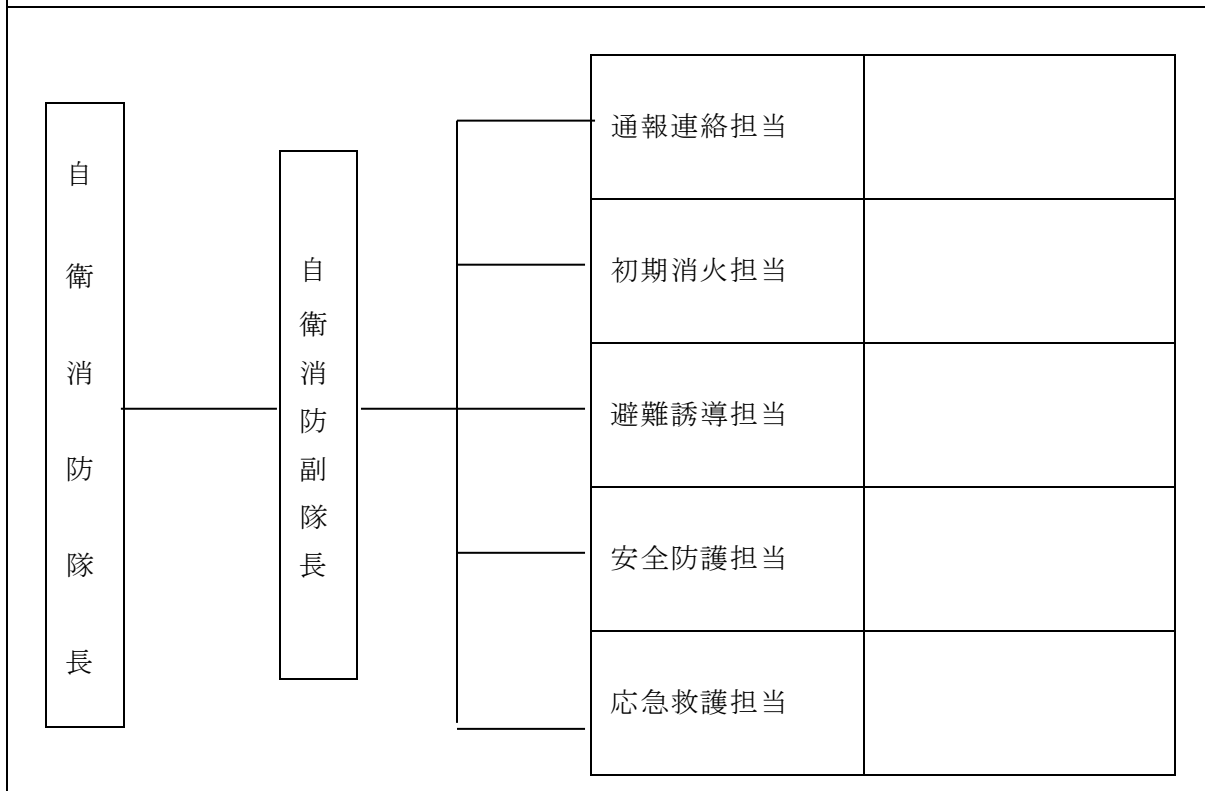 自衛消防隊長
自衛消防副隊長
通報連絡担当
初期消火担当
避難誘導担当
安全防護担当
応急救護担当